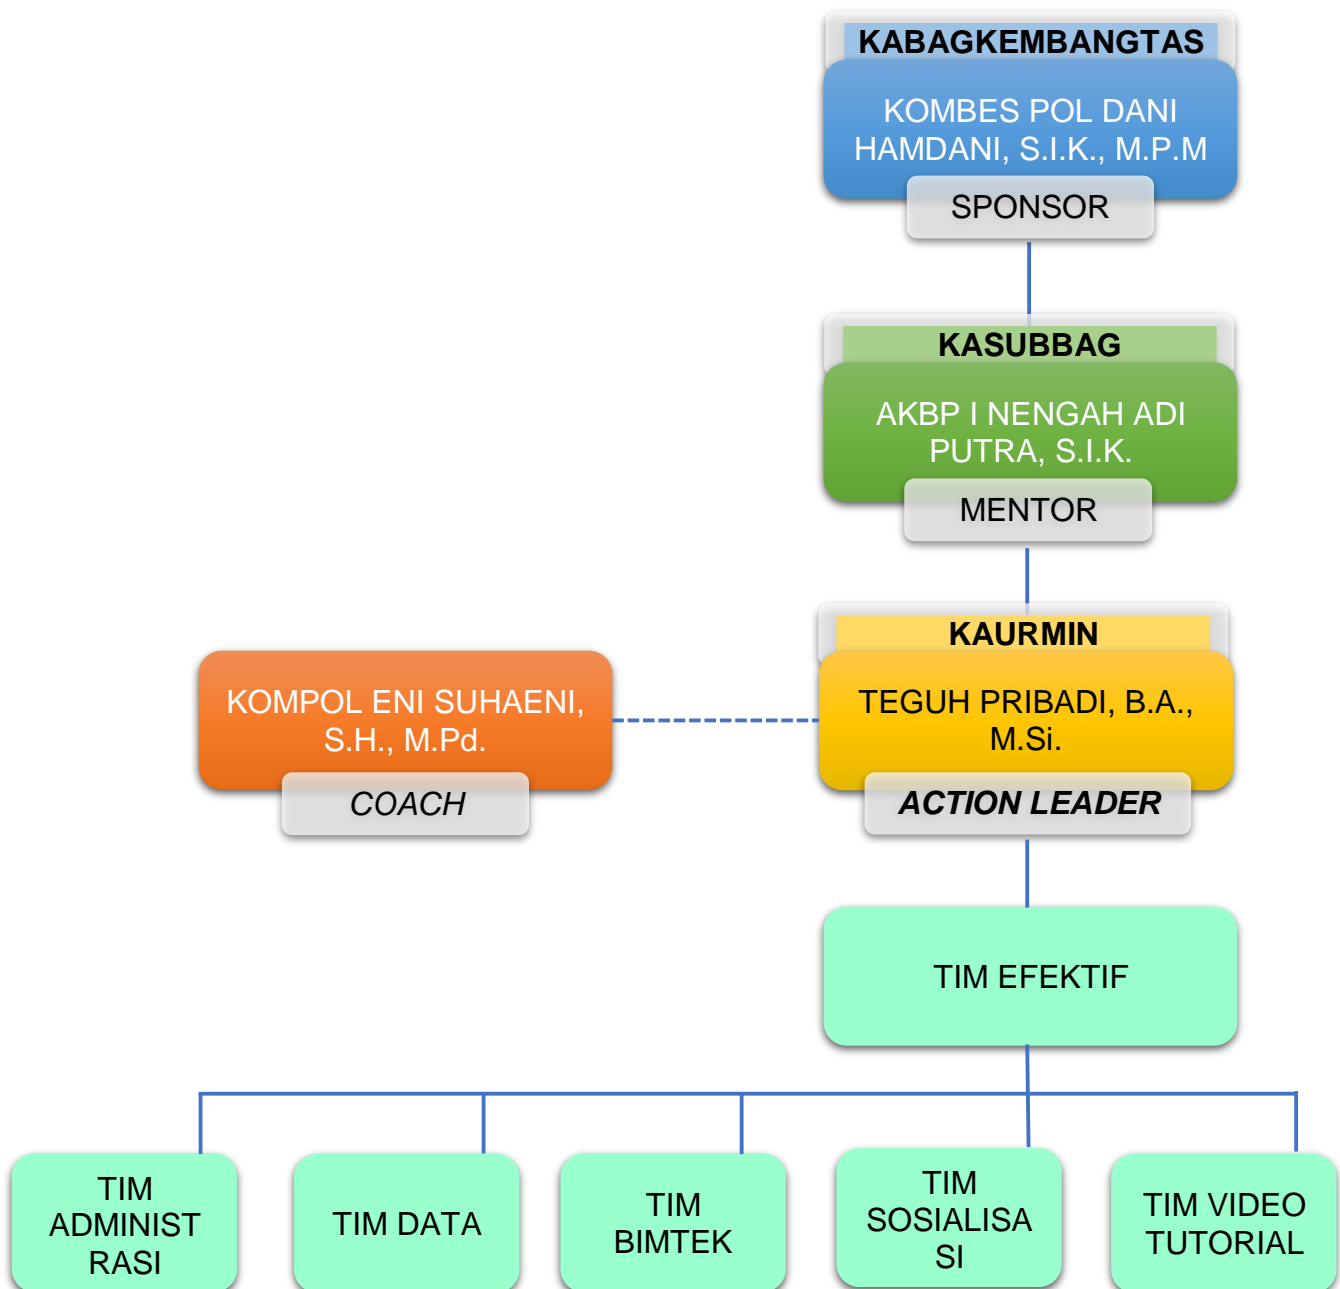 KABAGKEMBANGTAS
KOMBES POL DANI
HAMDANI, S.I.K., M.P.M
SPONSOR
KASUBBAG
AKBP I NENGAH ADI
PUTRA, S.I.K.
MENTOR
KAURMIN
KOMPOL ENI SUHAENI,
S.H., M.Pd.
COACH
TEGUH PRIBADI, B.A.,
M.Si.
ACTION LEADER
TIM EFEKTIF
TIM
ADMINIST
RASI
TIM DATA
TIM
BIMTEK
TIM
SOSIALISA
SI
TIM VIDEO
TUTORIAL